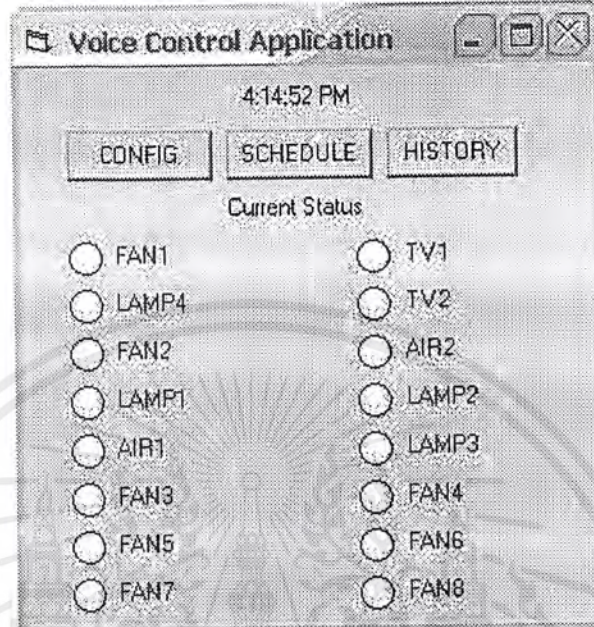 Voice Control Application
4:14:52 PM
CONFIG SCHEDULE HISTORY
Current Status
FAN1 TV1
LAMP4 TV2
FAN2 AIR2
LAMP1 LAMP2
AIR1 LAMP3
FAN3 FAN4
FAN5 FAN6
FAN7 FAN8